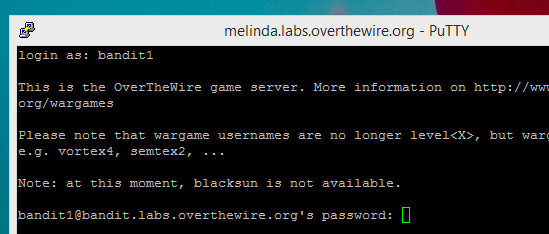 melinda.labs.overthewire.org - PuTTY
login as: bandit1
This is the OverTheWire game server. More information on http://www
org/wargames
Please note that wargame usernames are no longer level<X>, but warg
e.g. vortex4, semtex2, ...
Note: at this moment, blacksun is not available.
bandit1@bandit.labs.overthewire.org's password: